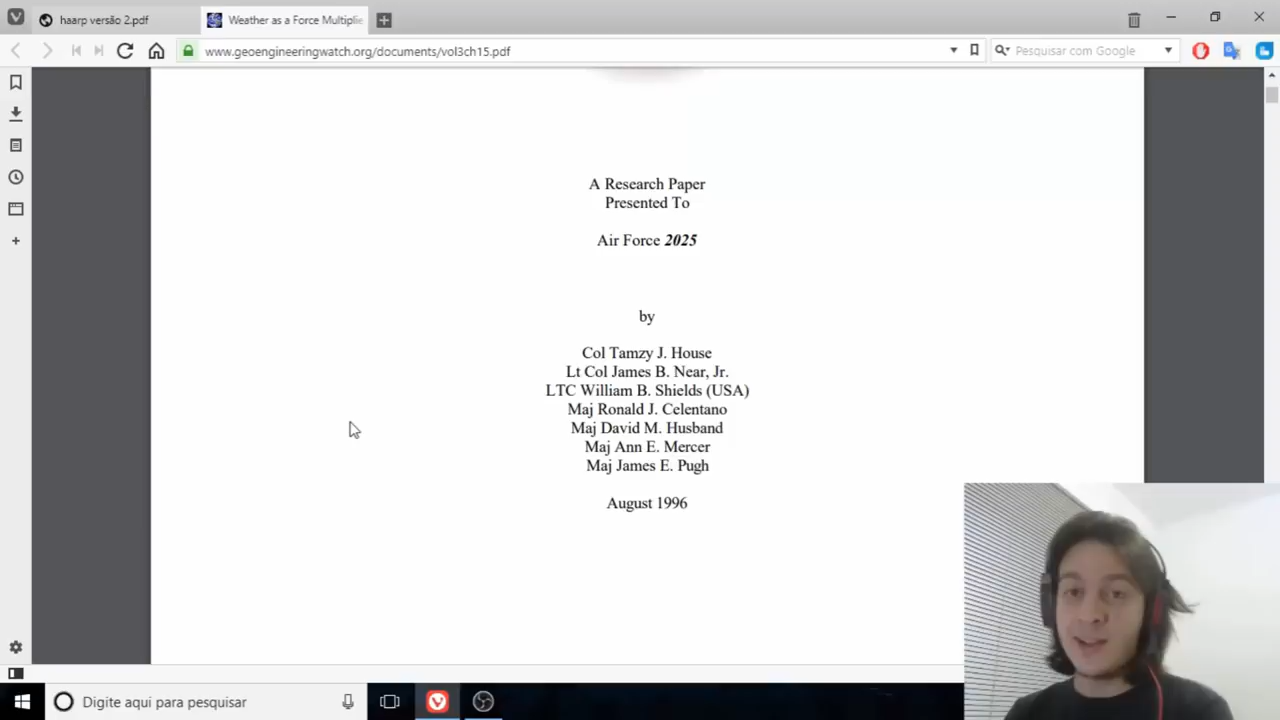 haarp versão 2.pdf
Weather as a Force Multiplie
www.geoengineeringwatch.org/documents/vol3ch15.pdf
Pesquisar com Google
A Research Paper
Presented To
Air Force 2025
by
Col Tamzy J. House
Lt Col James B. Near, Jr.
LTC William B. Shields (USA)
Maj Ronald J. Celentano
Maj David M. Husband
Maj Ann E. Mercer
Maj James E. Pugh
August 1996
Digite aqui para pesquisar